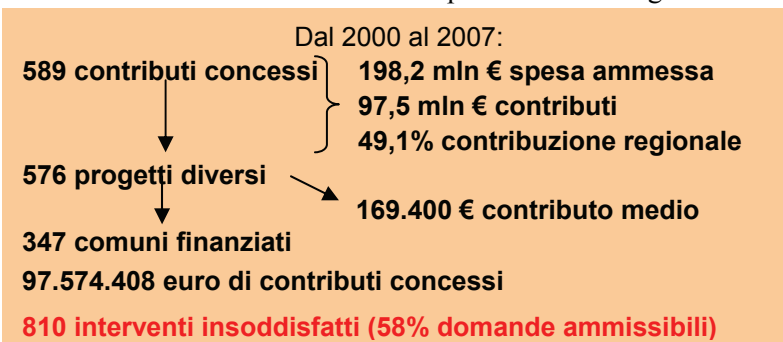 Dal 2000 al 2007:
589 contributi concessi
198,2 mln € spesa ammessa
97,5 mln € contributi
49,1% contribuzione regionale
576 progetti diversi
169.400 € contributo medio
347 comuni finanziati
97.574.408 euro di contributi concessi
810 interventi insoddisfatti (58% domande ammissibili)